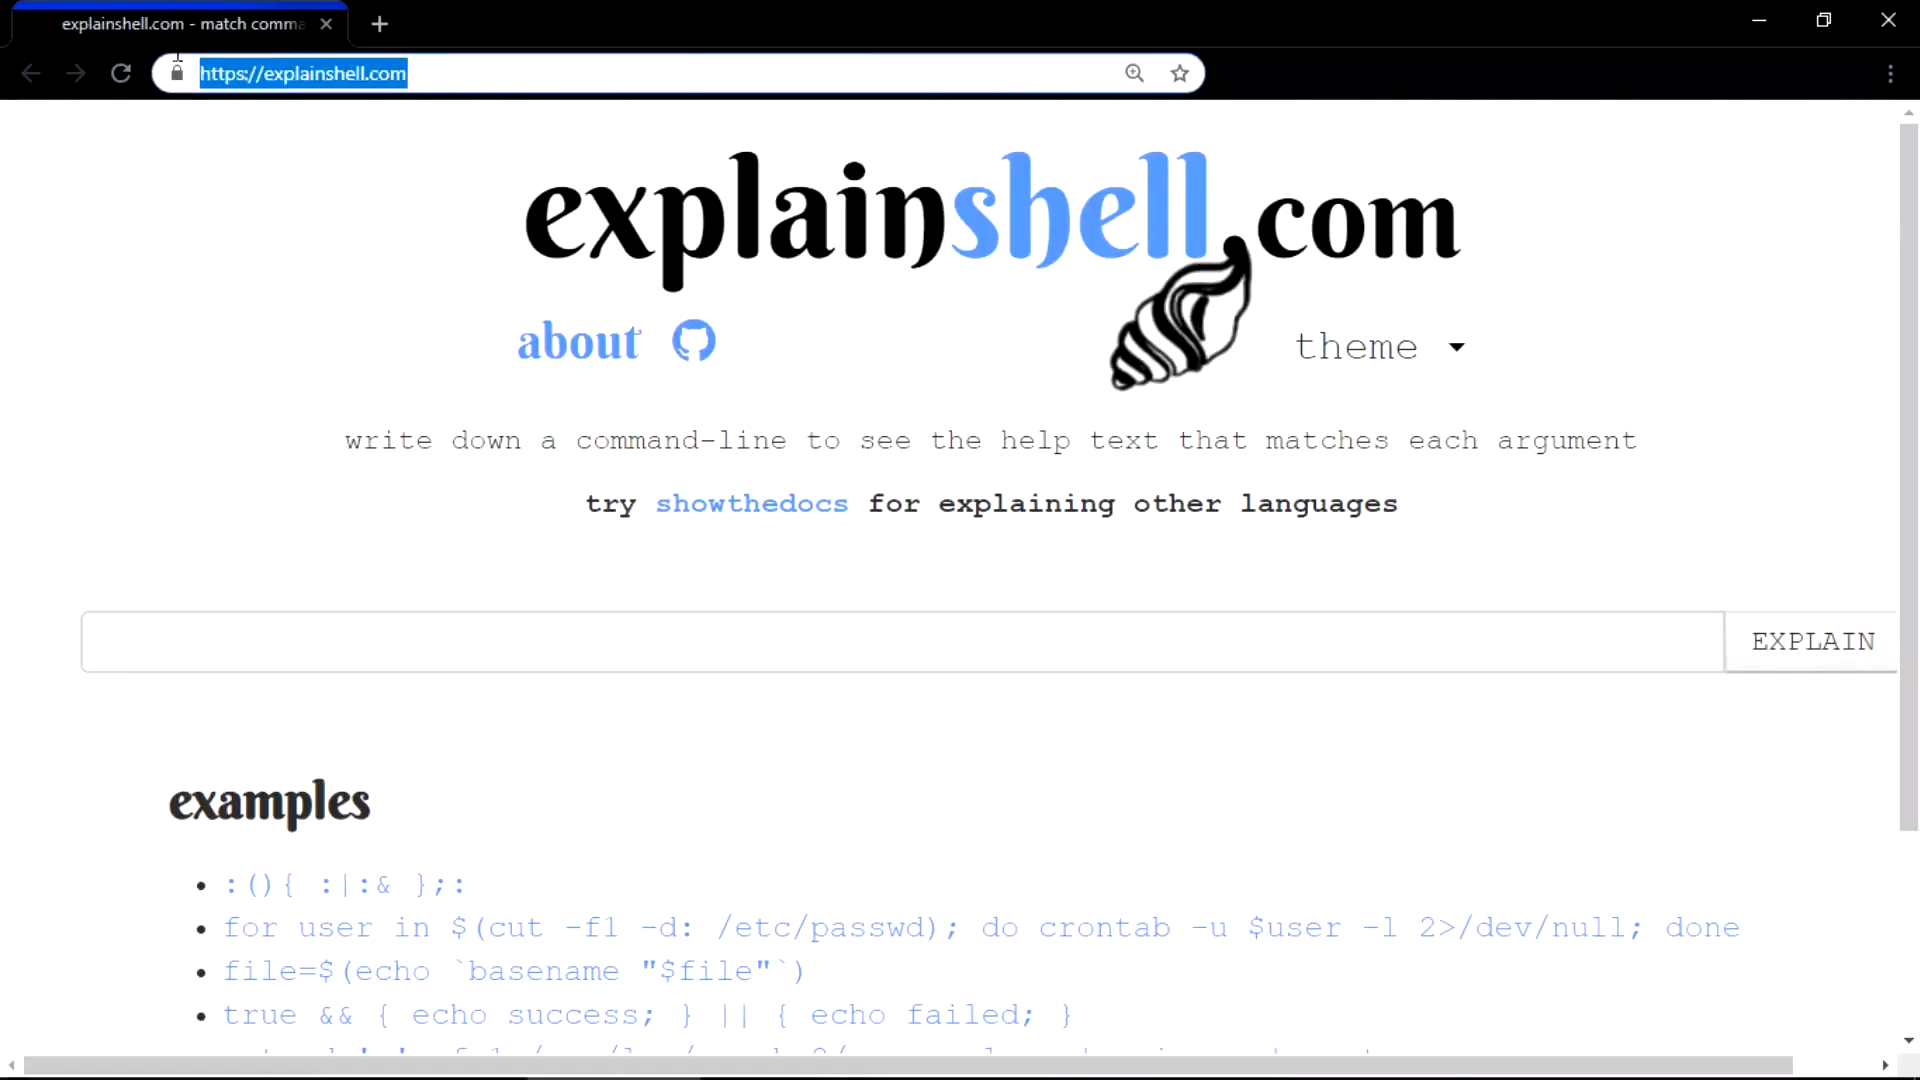 explainshell.com - match comma
https://explainshell.com
explainshell.com
about
theme
write down a command-line to see the help text that matches each argument
try showthedocs for explaining other languages
EXPLAIN
examples
:(){ :|:& };:
for user in $(cut -f1 -d: /etc/passwd); do crontab -u $user -l 2>/dev/null; done
file=$(echo `basename "$file"`)
true && { echo success; } || { echo failed; }